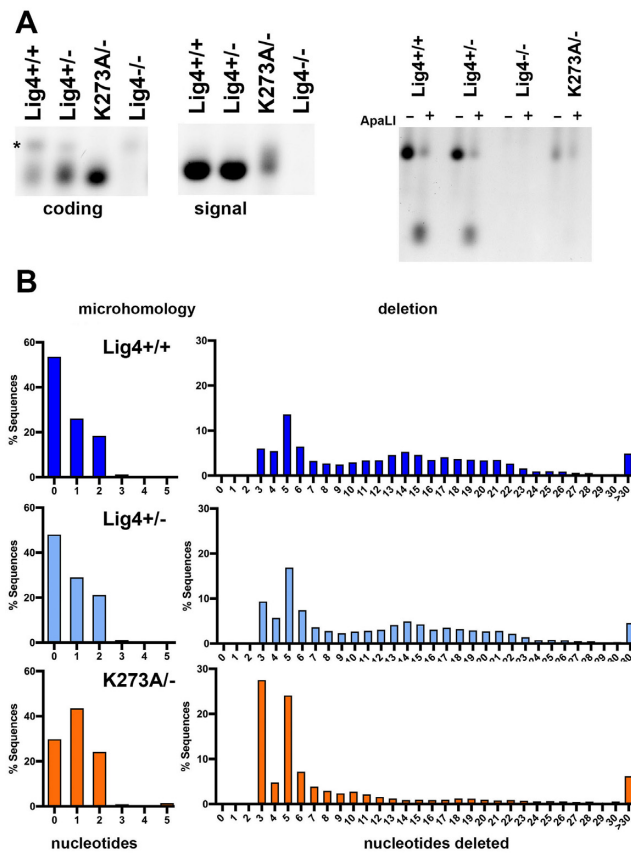 A
Lig4+/+
Lig4+/-
K273A/-
Lig4-/-
*
coding
Lig4+/+
Lig4+/-
K273A/-
Lig4-/-
signal
Lig4+/+
Lig4+/-
Lig4-/-
K273A/-
ApaLI - + - + - + - +
B
microhomology deletion
Lig4+/+
% Sequences
60
40
20
0
0 1 2 3 4 5
% Sequences
30
20
10
0
0 1 2 3 4 5 6 7 8 9 10 11 12 13 14 15 16 17 18 19 20 21 22 23 24 25 26 27 28 29 30 >30
Lig4+/-
% Sequences
60
40
20
0
0 1 2 3 4 5
% Sequences
30
20
10
0
0 1 2 3 4 5 6 7 8 9 10 11 12 13 14 15 16 17 18 19 20 21 22 23 24 25 26 27 28 29 30 >30
K273A/-
% Sequences
60
40
20
0
0 1 2 3 4 5
nucleotides
% Sequences
30
20
10
0
0 1 2 3 4 5 6 7 8 9 10 11 12 13 14 15 16 17 18 19 20 21 22 23 24 25 26 27 28 29 30 >30
nucleotides deleted